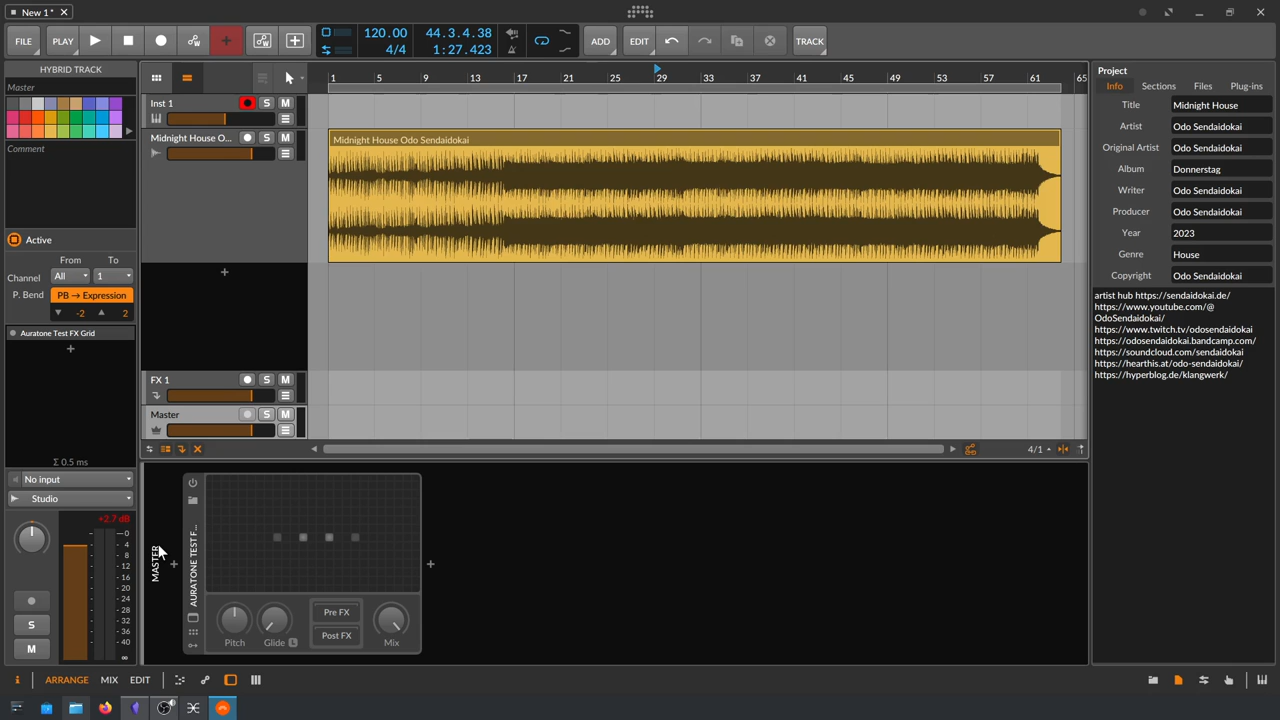 New 1 *
FILE
PLAY
120.00
4/4
44.3.4.38
1:27.423
ADD
EDIT
TRACK
HYBRID TRACK
Master
Comment
Active
From To
Channel All 1
P. Bend PB → Expression
-2 2
Auratone Test FX Grid
Σ 0.5 ms
No input
Studio
+2.7 dB
0
4
8
12
16
20
24
28
32
36
40
∞
S
M
1 5 9 13 17 21 25 29 33 37 41 45 49 53 57 61 65
Inst 1 S M
Midnight House O... S M
Midnight House Odo Sendaidokai
FX 1 S M
Master S M
4/1
MASTER
AURATONE TEST F...
Pitch
Glide L
Pre FX
Post FX
Mix
Project
Info Sections Files Plug-ins
Title Midnight House
Artist Odo Sendaidokai
Original Artist Odo Sendaidokai
Album Donnerstag
Writer Odo Sendaidokai
Producer Odo Sendaidokai
Year 2023
Genre House
Copyright Odo Sendaidokai
artist hub https://sendaidokai.de/
https://www.youtube.com/@
OdoSendaidokai/
https://www.twitch.tv/odosendaidokai
https://odosendaidokai.bandcamp.com/
https://soundcloud.com/sendaidokai
https://hearthis.at/odo-sendaidokai/
https://hyperblog.de/klangwerk/
i ARRANGE MIX EDIT